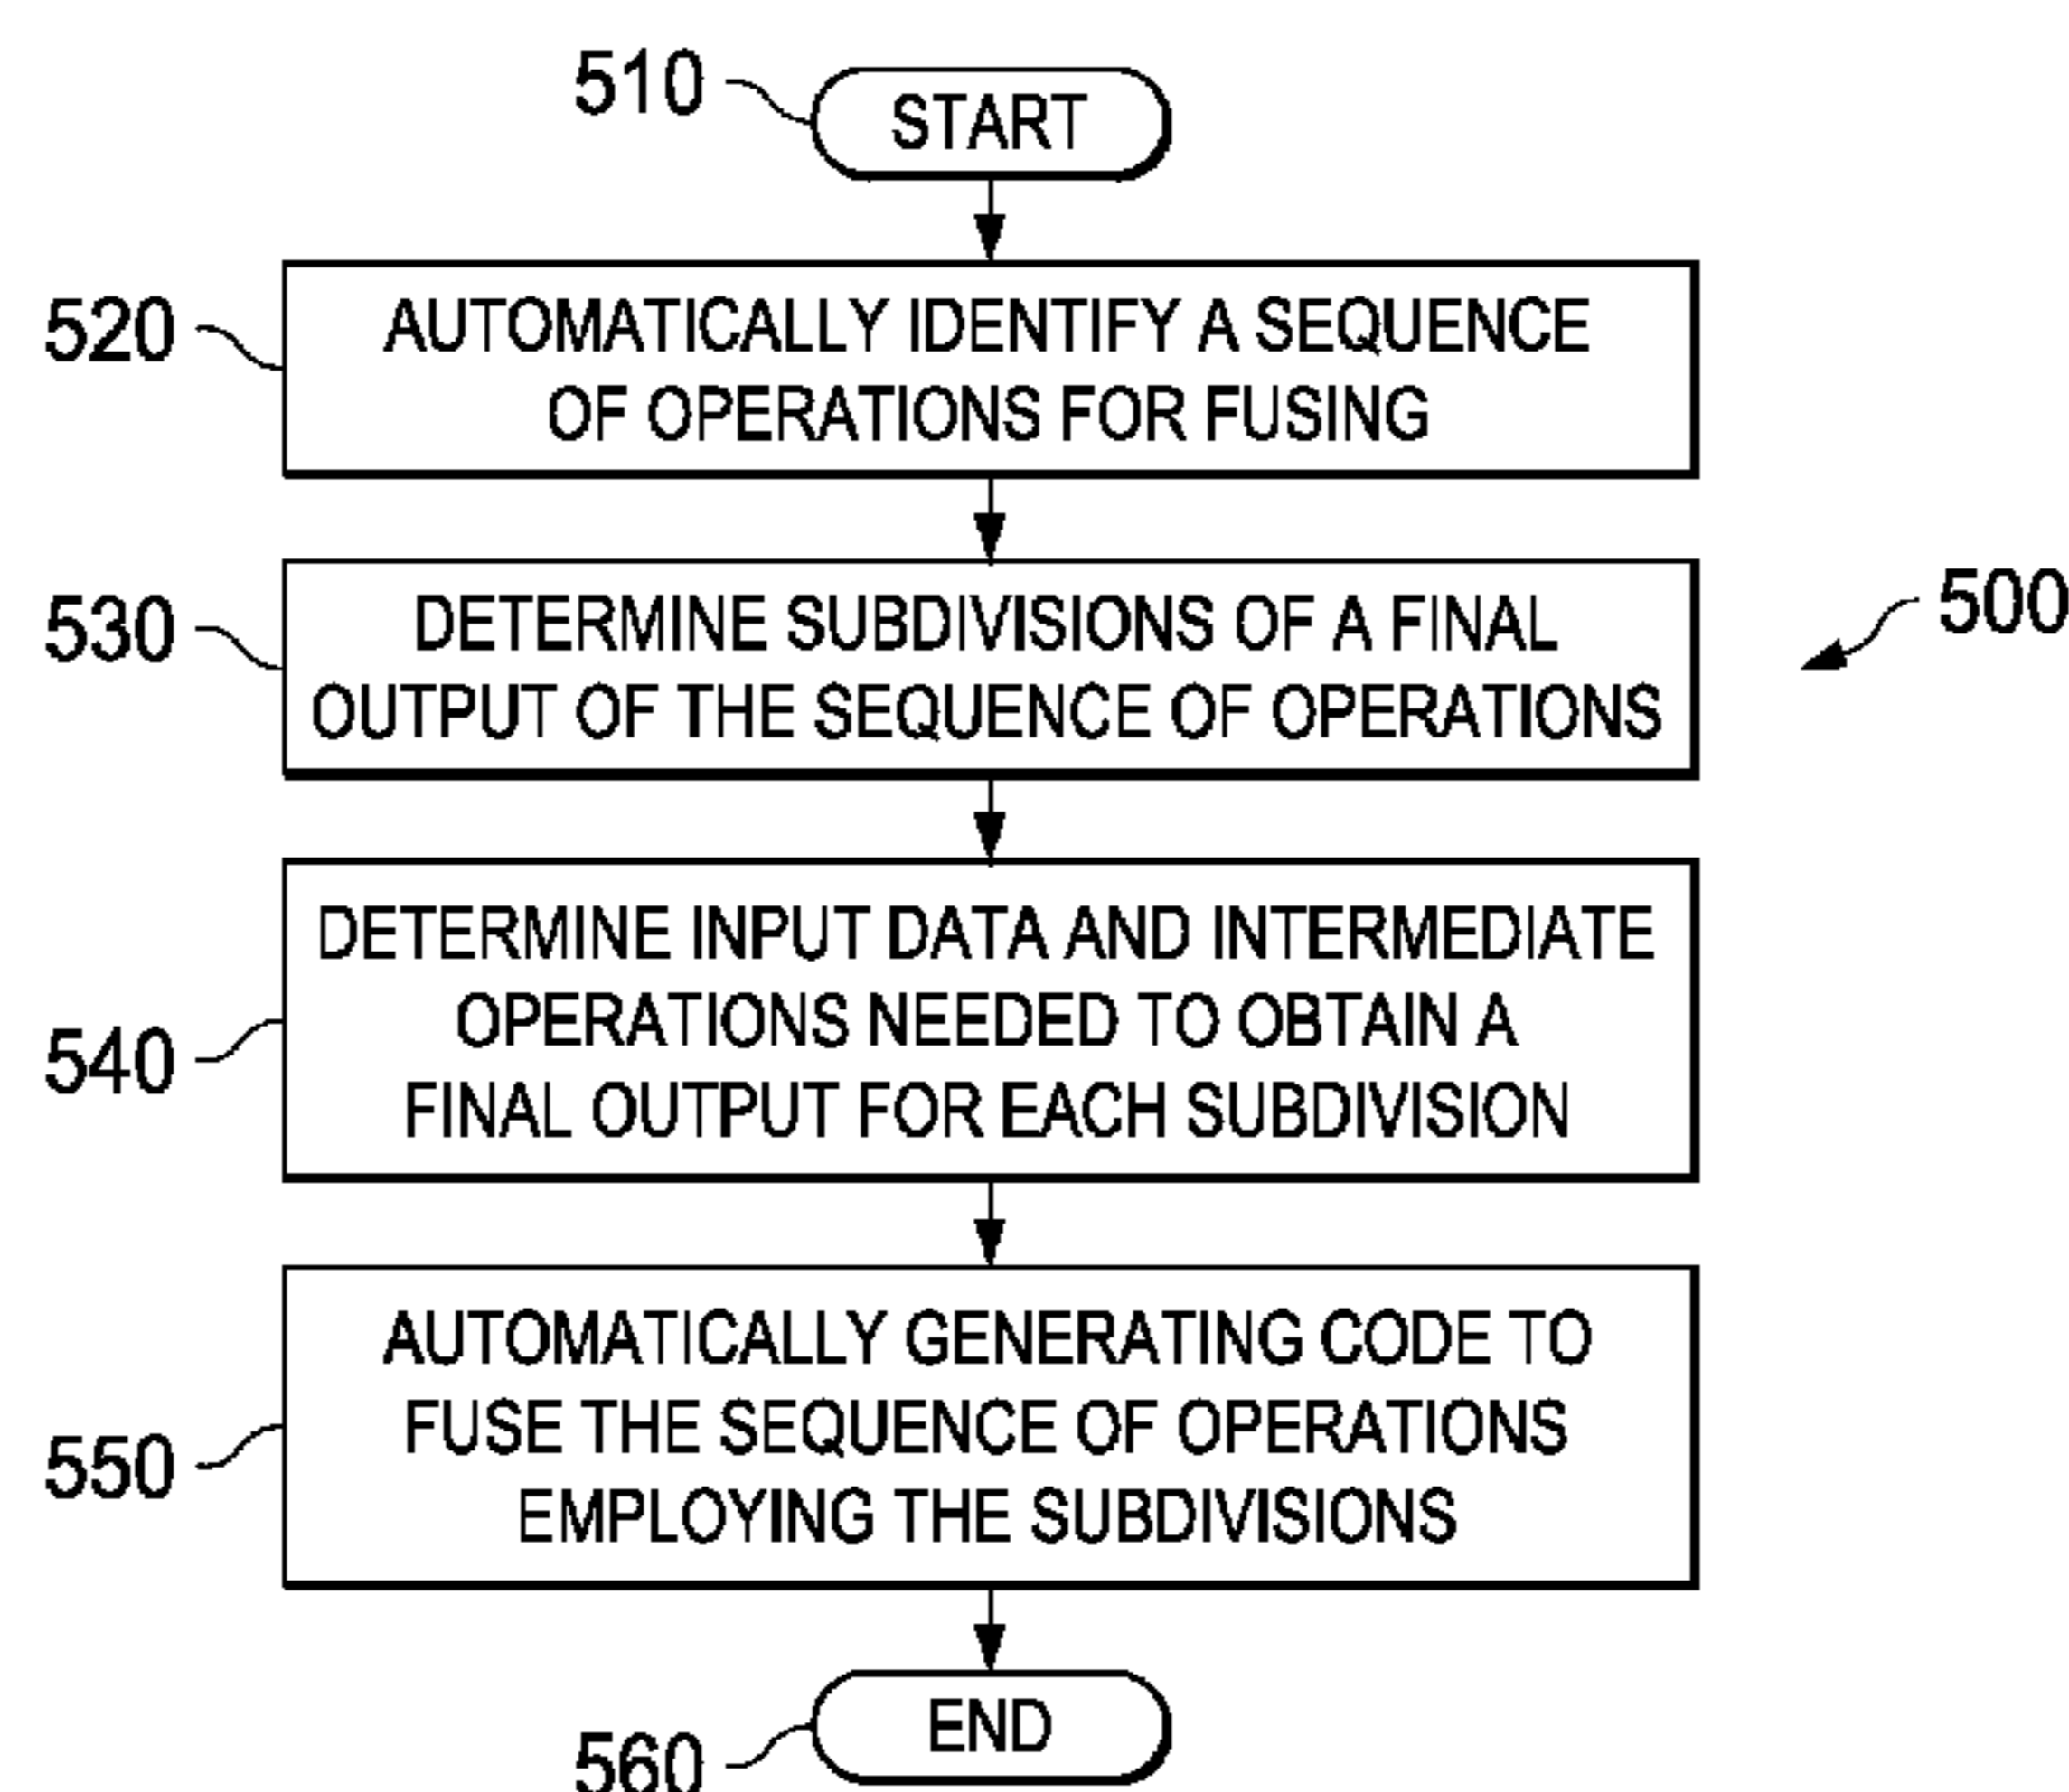 510
START
520
AUTOMATICALLY IDENTIFY A SEQUENCE
OF OPERATIONS FOR FUSING
530
DETERMINE SUBDIVISIONS OF A FINAL
OUTPUT OF THE SEQUENCE OF OPERATIONS
500
540
DETERMINE INPUT DATA AND INTERMEDIATE
OPERATIONS NEEDED TO OBTAIN A
FINAL OUTPUT FOR EACH SUBDIVISION
550
AUTOMATICALLY GENERATING CODE TO
FUSE THE SEQUENCE OF OPERATIONS
EMPLOYING THE SUBDIVISIONS
560
END